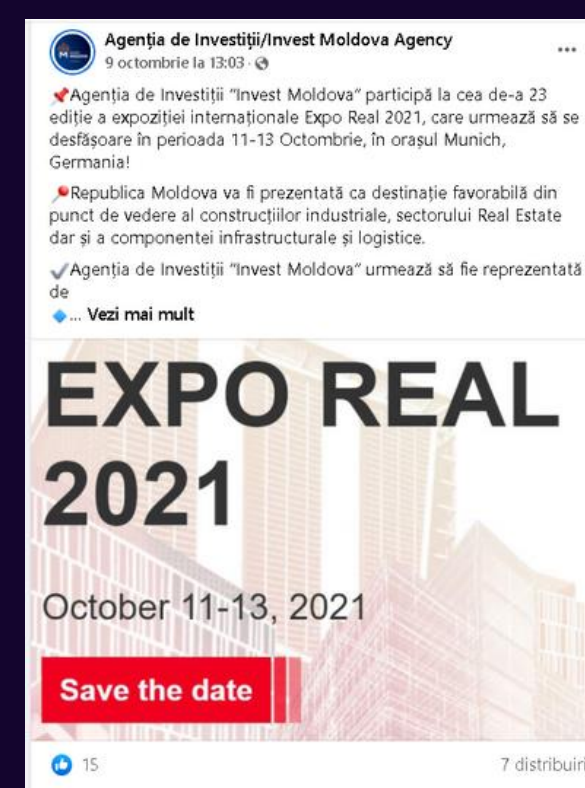 Agenția de Investiții/Invest Moldova Agency
9 octombrie la 13:03 ·
📌Agenția de Investiții "Invest Moldova" participă la cea de-a 23
ediție a expoziției internaționale Expo Real 2021, care urmează să se
desfășoare în perioada 11-13 Octombrie, în orașul Munich,
Germania!
📍Republica Moldova va fi prezentată ca destinație favorabilă din
punct de vedere al construcțiilor industriale, sectorului Real Estate
dar și a componentei infrastructurale și logistice.
✔Agenția de Investiții "Invest Moldova" urmează să fie reprezentată
de
🔹... Vezi mai mult
EXPO REAL
2021
October 11-13, 2021
Save the date
15
7 distribuiri